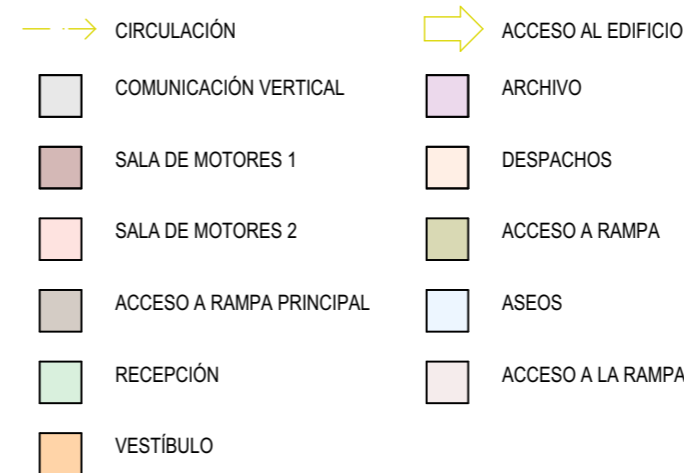 CIRCULACIÓN
COMUNICACIÓN VERTICAL
SALA DE MOTORES 1
SALA DE MOTORES 2
ACCESO A RAMPA PRINCIPAL
RECEPCIÓN
VESTÍBULO
ACCESO AL EDIFICIO
ARCHIVO
DESPACHOS
ACCESO A RAMPA
ASEOS
ACCESO A LA RAMPA